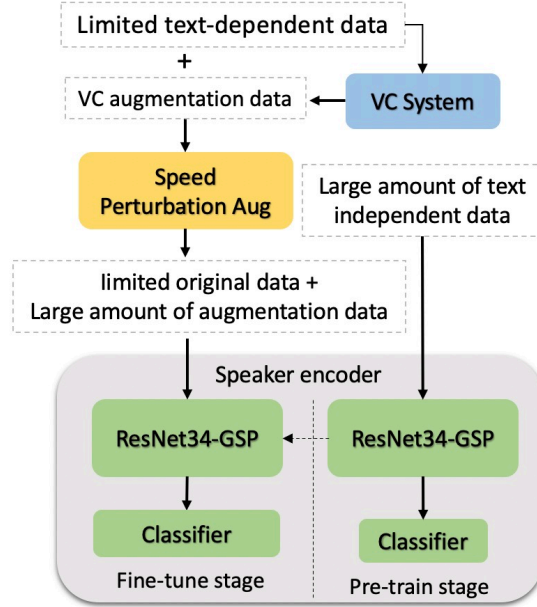 Limited text-dependent data
+
VC augmentation data
VC System
Speed
Perturbation Aug
Large amount of text
independent data
limited original data +
Large amount of augmentation data
Speaker encoder
ResNet34-GSP
ResNet34-GSP
Classifier
Classifier
Fine-tune stage
Pre-train stage